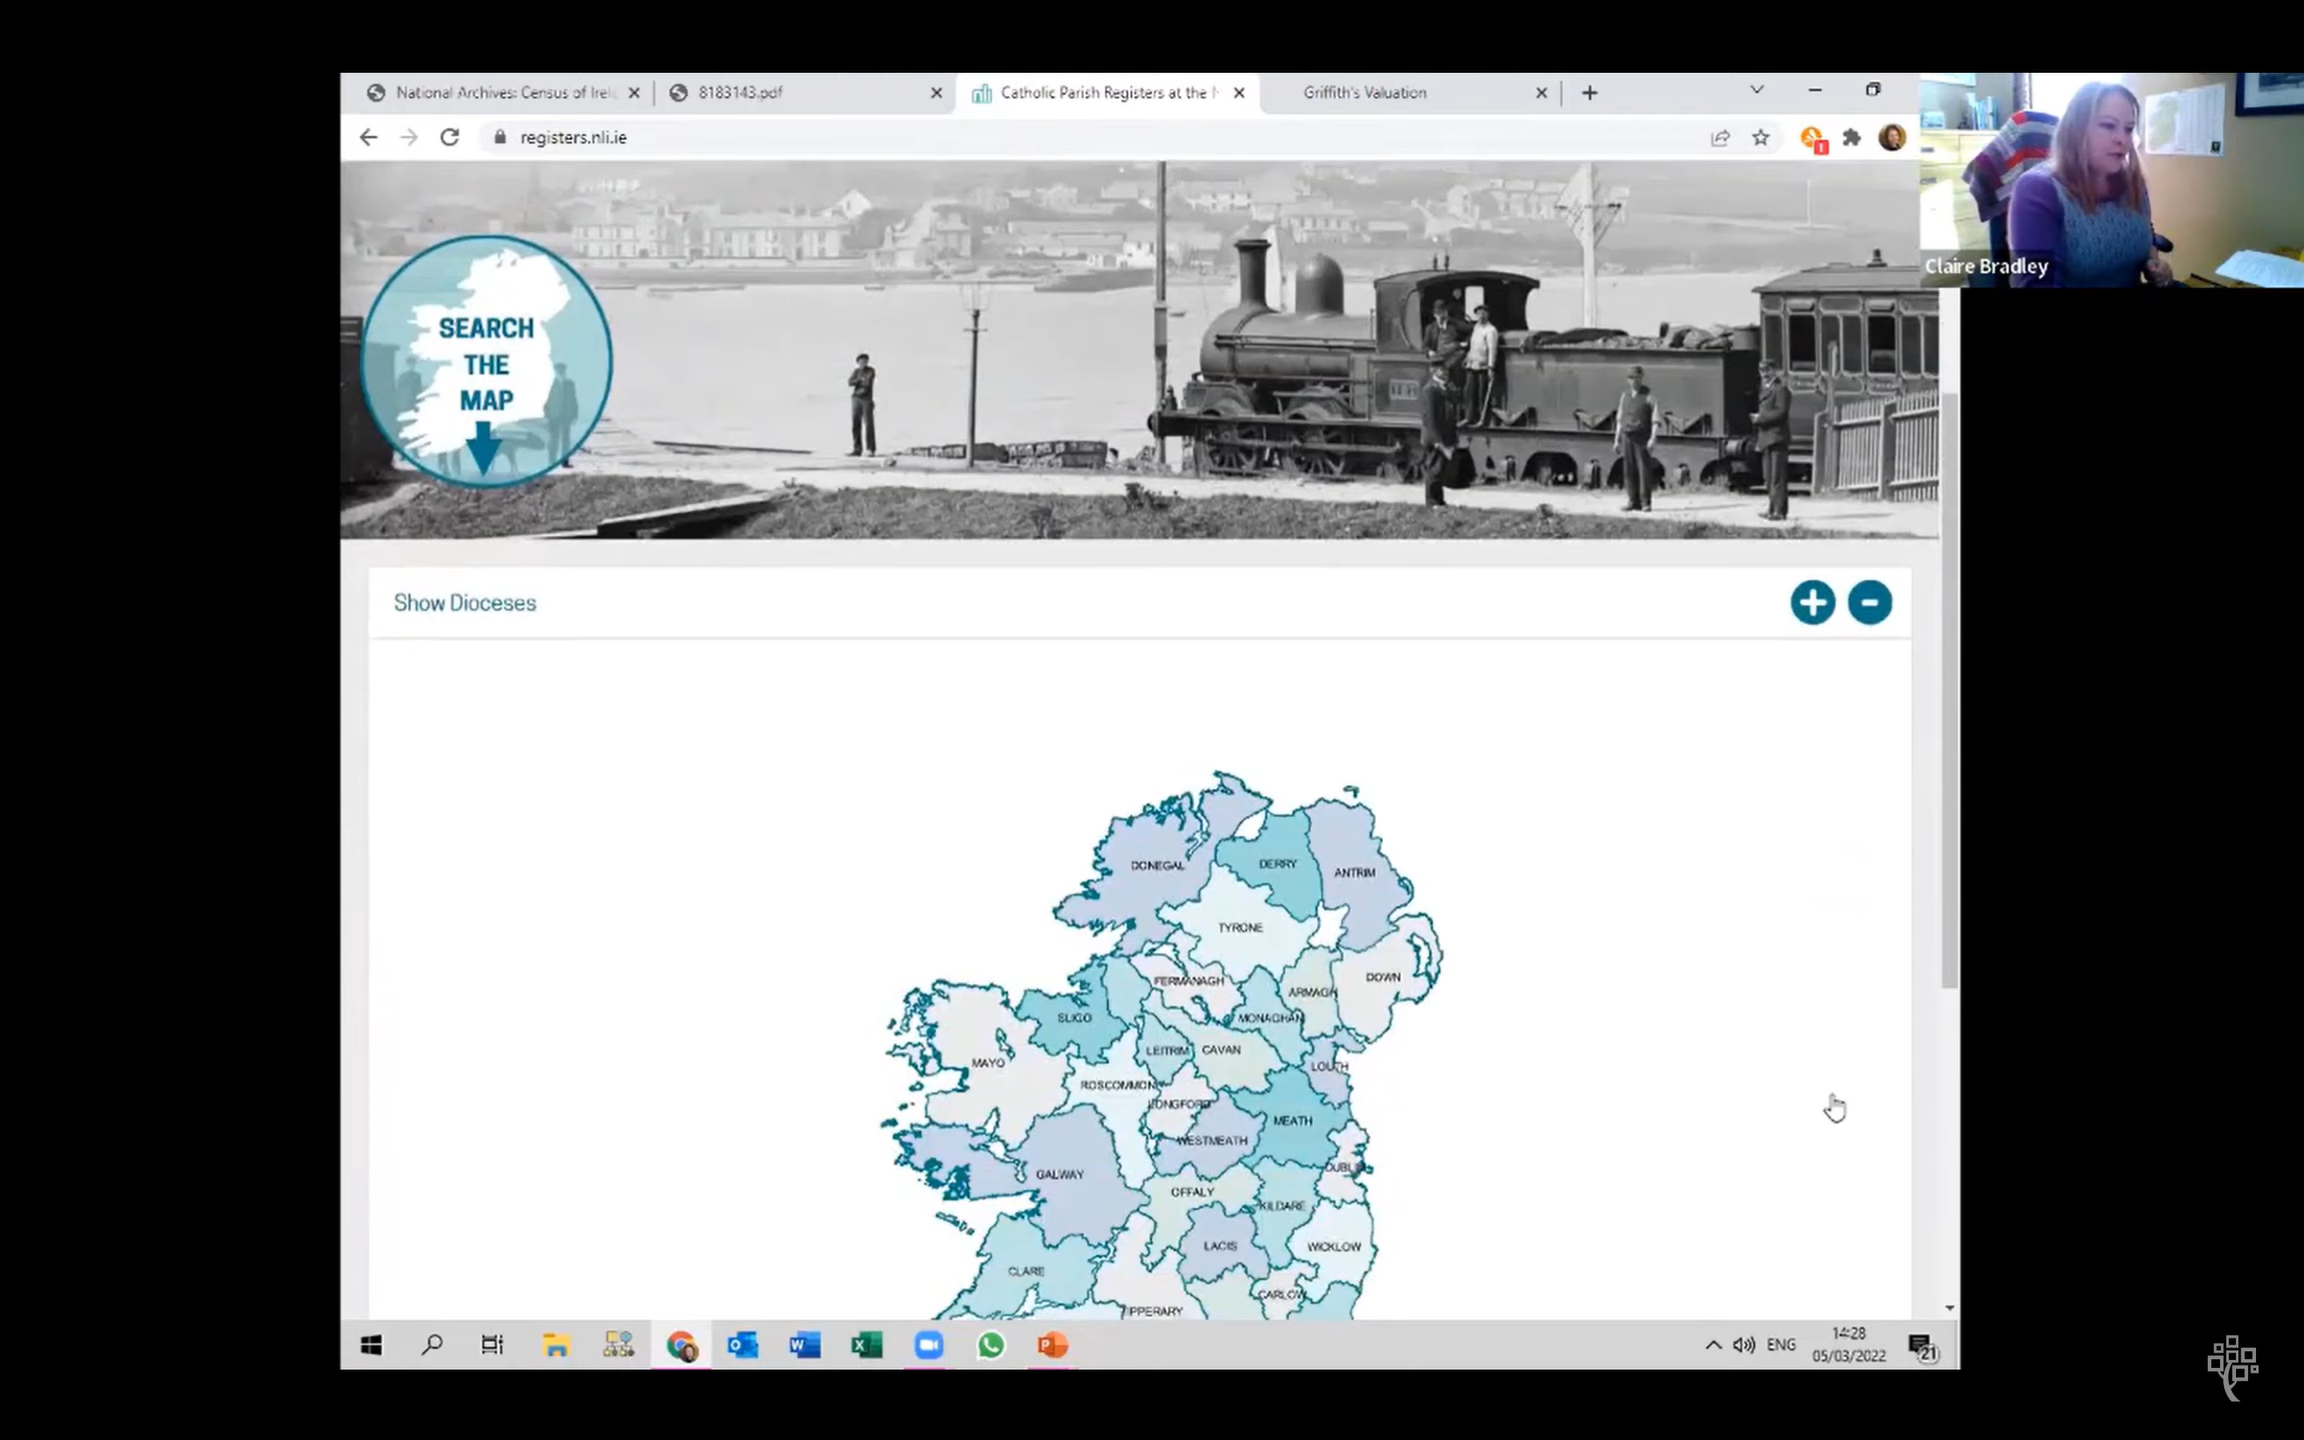 National Archives: Census of Irel
8183143.pdf
Catholic Parish Registers at the N
Griffith's Valuation
registers.nli.ie
Claire Bradley
SEARCH
THE
MAP
Show Dioceses
DONEGAL
DERRY
ANTRIM
TYRONE
FERMANAGH
ARMAGH
DOWN
SLIGO
MONAGHAN
MAYO
LEITRIM
CAVAN
LOUTH
ROSCOMMON
LONGFORD
MEATH
WESTMEATH
DUBLI
GALWAY
OFFALY
KILDARE
LAOIS
WICKLOW
CLARE
CARLOW
TIPPERARY
14:28
ENG
05/03/2022
21